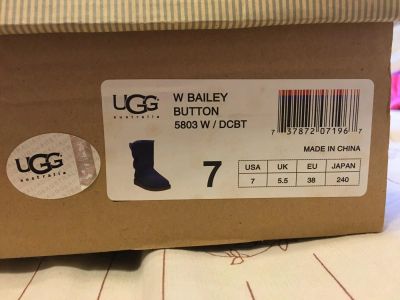 UGG
australia
W BAILEY
BUTTON
5803 W / DCBT
7 37872 07196 7
MADE IN CHINA
7
USA UK EU JAPAN
7 5.5 38 240
UGG
australia